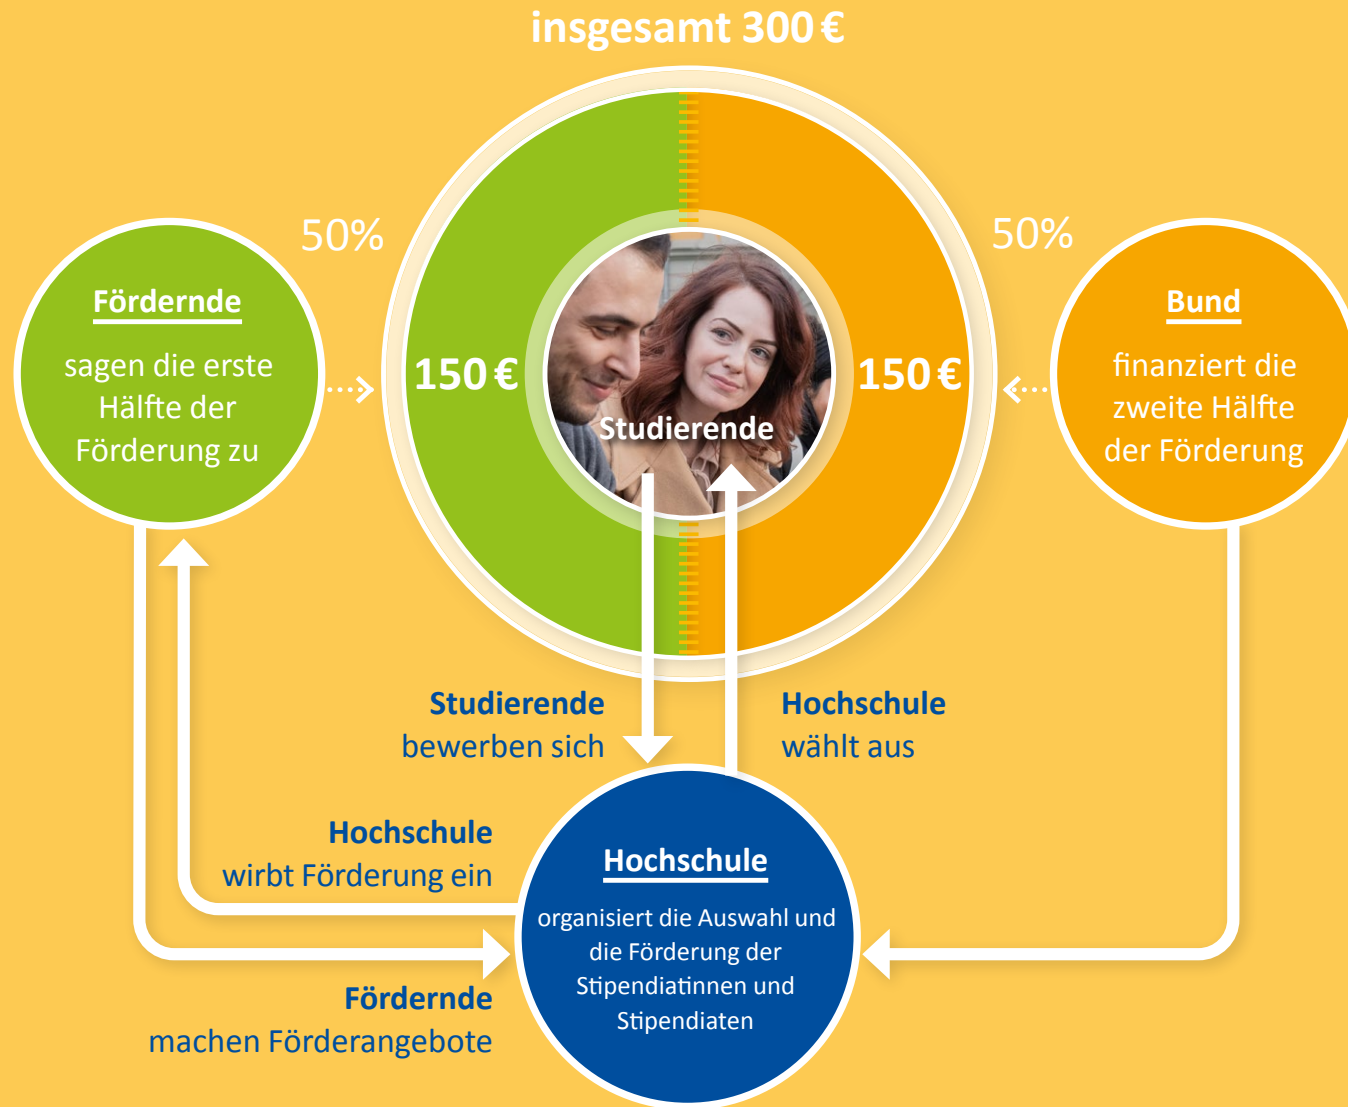 insgesamt 300 €
50%
50%
Fördernde
sagen die erste
Hälfte der
Förderung zu
150 €
150 €
Studierende
Bund
finanziert die
zweite Hälfte
der Förderung
Studierende
bewerben sich
Hochschule
wählt aus
Hochschule
wirbt Förderung ein
Hochschule
organisiert die Auswahl und
die Förderung der
Stipendiatinnen und
Stipendiaten
Fördernde
machen Förderangebote